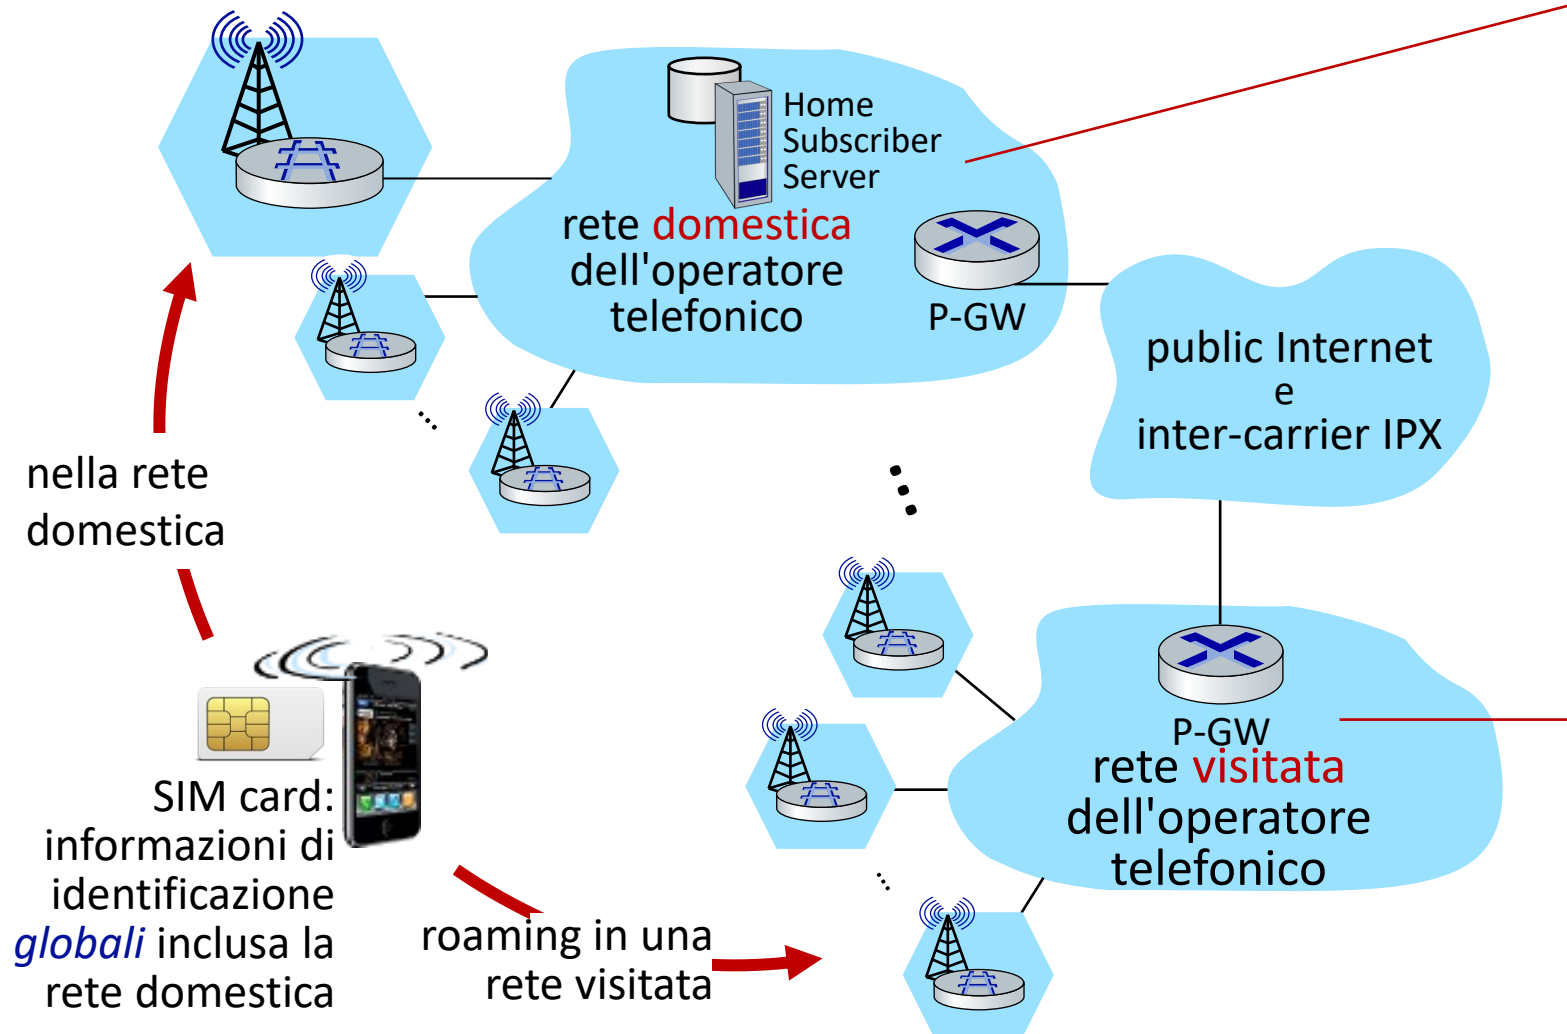 Home
Subscriber
Server
rete domestica
dell'operatore
telefonico
P-GW
public Internet
e
inter-carrier IPX
nella rete
domestica
SIM card:
informazioni di
identificazione
globali inclusa la
rete domestica
roaming in una
rete visitata
P-GW
rete visitata
dell'operatore
telefonico